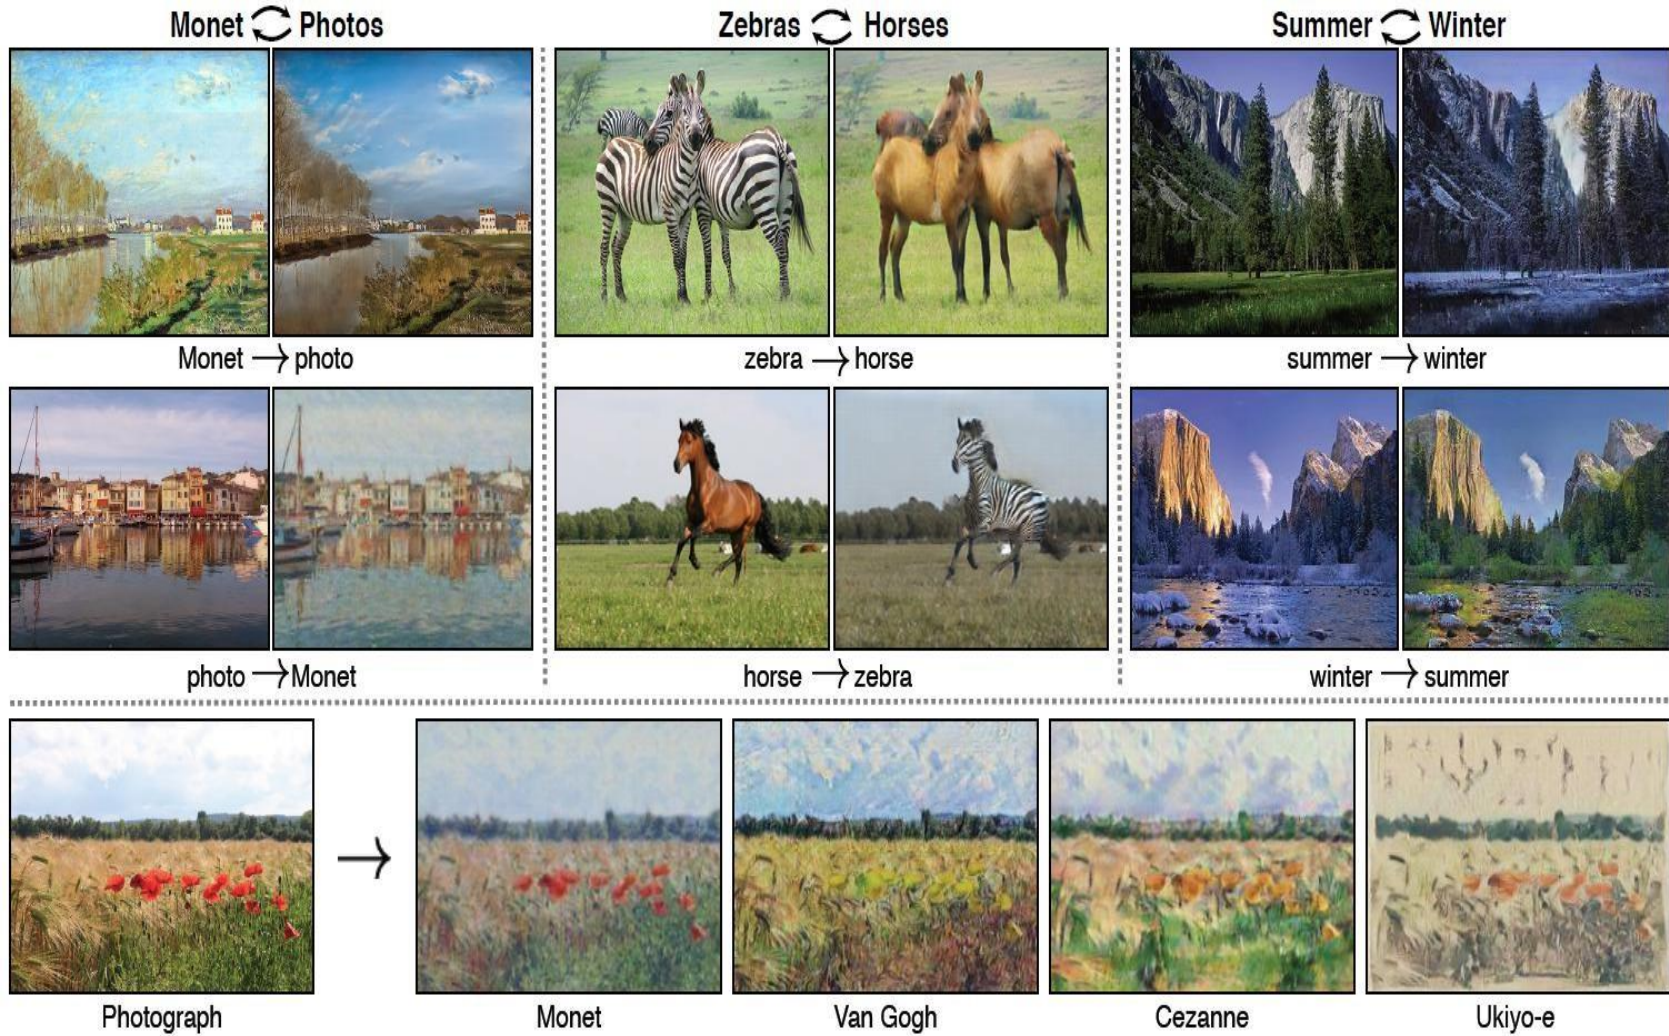 Monet Photos
Zebras Horses
Summer Winter
Monet → photo
zebra → horse
summer → winter
photo → Monet
horse → zebra
winter → summer
→
Photograph
Monet
Van Gogh
Cezanne
Ukiyo-e